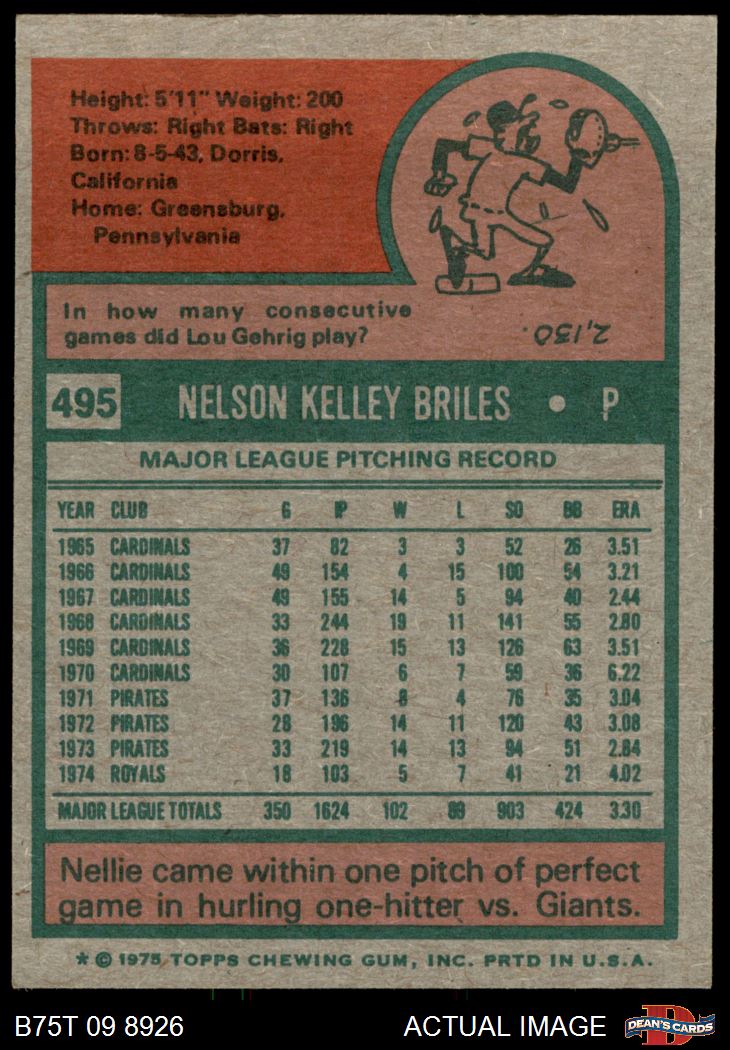 Height: 5'11" Weight: 200
Throws: Right Bats: Right
Born: 8-5-43, Dorris,
California
Home: Greensburg,
Pennsylvania
In how many consecutive
games did Lou Gehrig play?
2,130.
495 NELSON KELLEY BRILES • P
MAJOR LEAGUE PITCHING RECORD
YEAR CLUB G IP W L SO BB ERA
1965 CARDINALS 37 82 3 3 52 26 3.51
1966 CARDINALS 49 154 4 15 100 54 3.21
1967 CARDINALS 49 155 14 5 94 40 2.44
1968 CARDINALS 33 244 19 11 141 55 2.80
1969 CARDINALS 36 228 15 13 126 63 3.51
1970 CARDINALS 30 107 6 7 59 36 6.22
1971 PIRATES 37 136 8 4 76 35 3.04
1972 PIRATES 28 196 14 11 120 43 3.08
1973 PIRATES 33 219 14 13 94 51 2.84
1974 ROYALS 18 103 5 7 41 21 4.02
MAJOR LEAGUE TOTALS 350 1624 102 89 903 424 3.30
Nellie came within one pitch of perfect
game in hurling one-hitter vs. Giants.
* © 1975 TOPPS CHEWING GUM, INC. PRTD IN U.S.A.
B75T 09 8926 ACTUAL IMAGE D DEAN'S CARDS